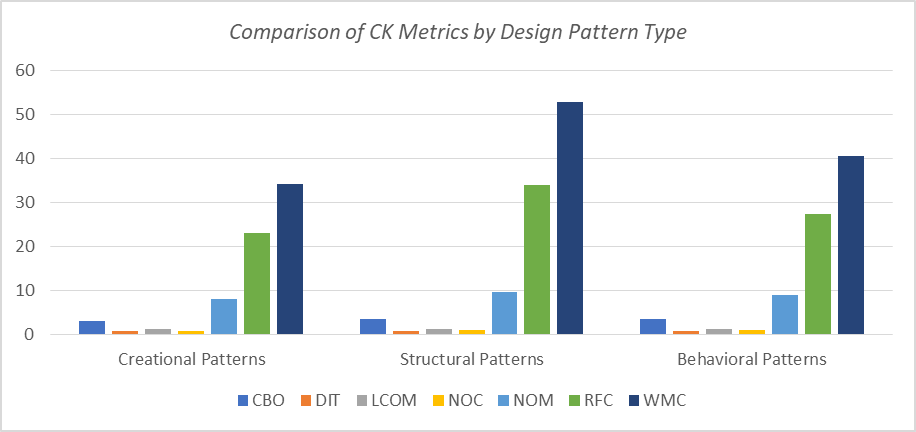 Comparison of CK Metrics by Design Pattern Type
60
50
40
30
20
10
0
Creational Patterns Structural Patterns Behavioral Patterns
CBO DIT LCOM NOC NOM RFC WMC